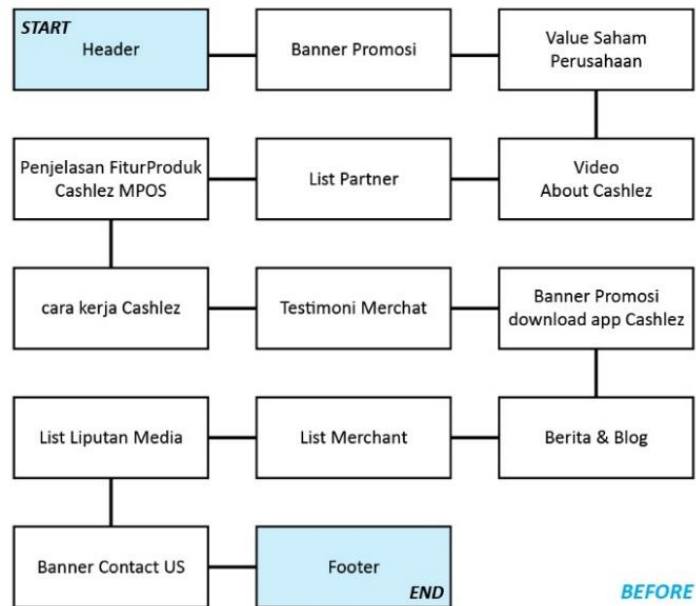 START
Header
Banner Promosi
Value Saham
Perusahaan
Penjelasan FiturProduk
Cashlez MPOS
List Partner
Video
About Cashlez
cara kerja Cashlez
Testimoni Merchat
Banner Promosi
download app Cashlez
List Liputan Media
List Merchant
Berita & Blog
Banner Contact US
Footer
END
BEFORE